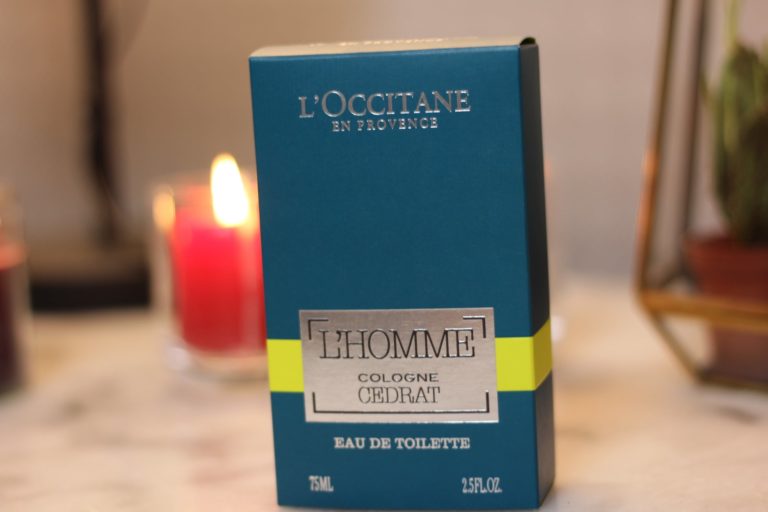 L'OCCITANE
EN PROVENCE
L'HOMME
COLOGNE
CEDRAT
EAU DE TOILETTE
75ML 2.5FL.OZ.